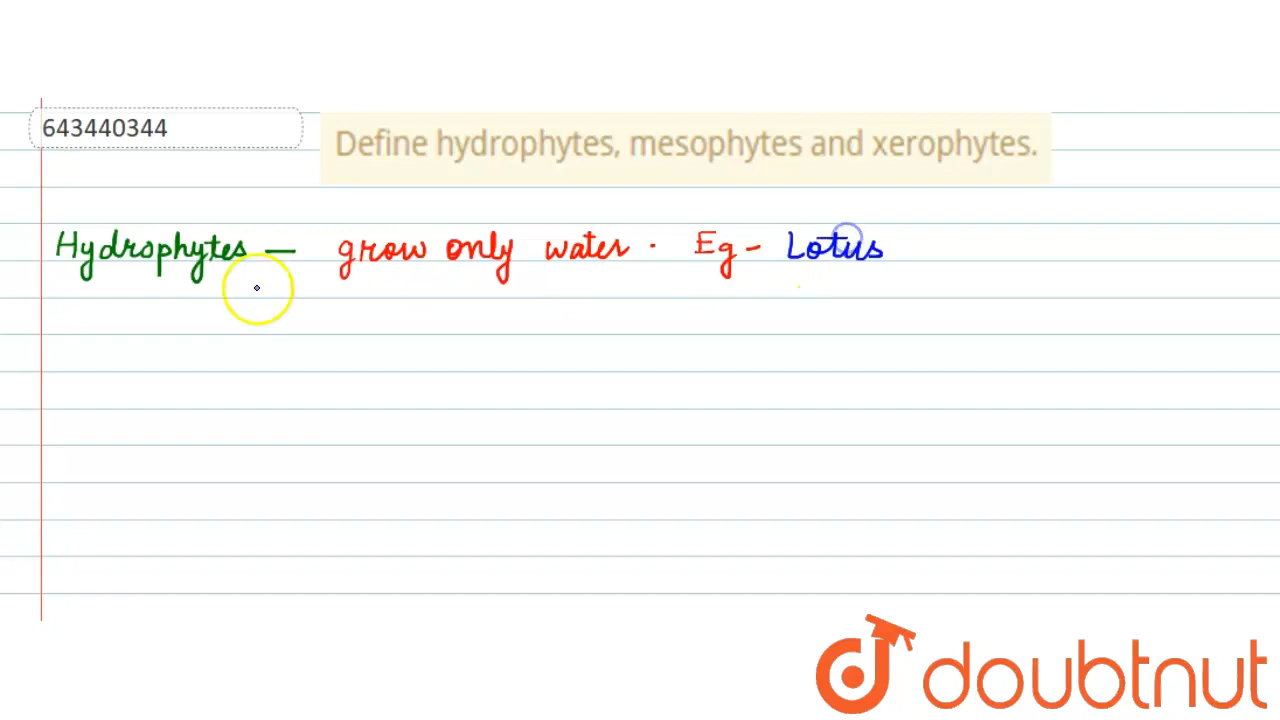 643440344
Define hydrophytes, mesophytes and xerophytes.
Hydrophytes — grow only water. Eg - Lotus
doubtnut